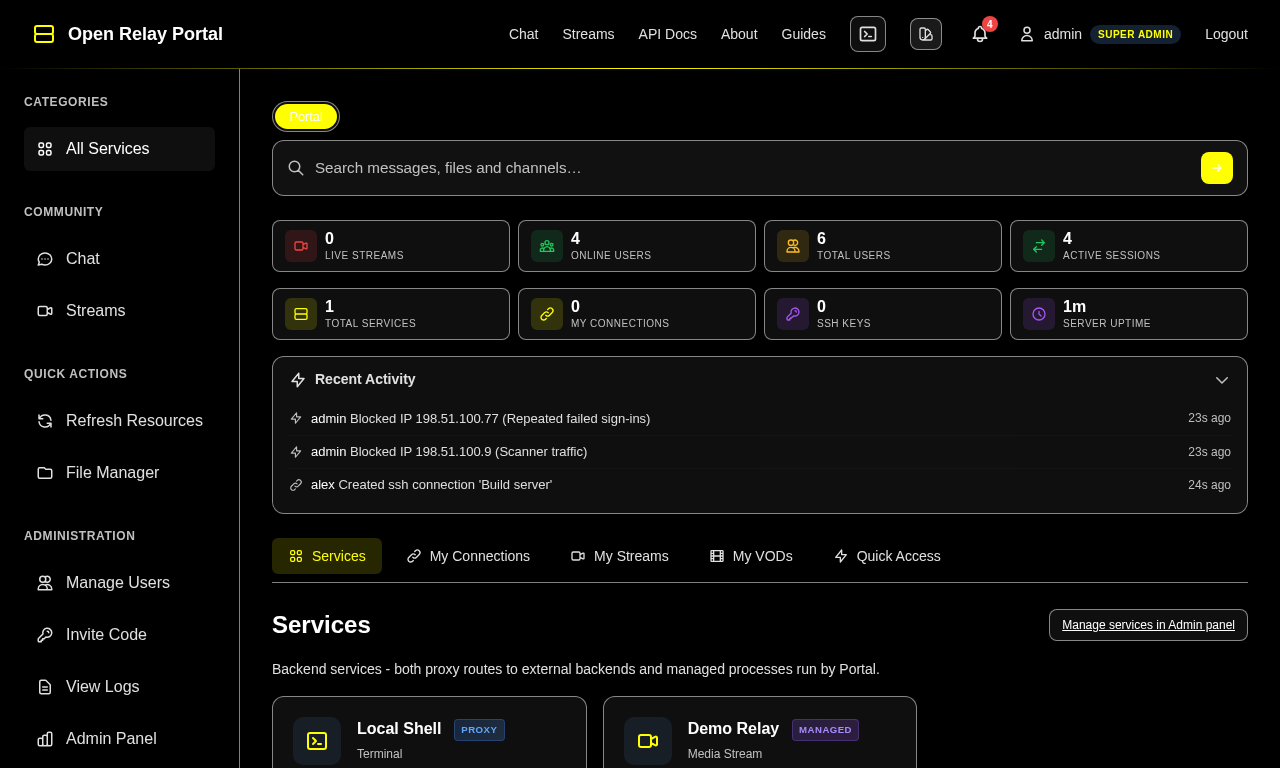 Open Relay Portal
Chat Streams API Docs About Guides 4 admin SUPER ADMIN Logout
CATEGORIES
All Services
COMMUNITY
Chat
Streams
QUICK ACTIONS
Refresh Resources
File Manager
ADMINISTRATION
Manage Users
Invite Code
View Logs
Admin Panel
Portal
Search messages, files and channels…
0
LIVE STREAMS
4
ONLINE USERS
6
TOTAL USERS
4
ACTIVE SESSIONS
1
TOTAL SERVICES
0
MY CONNECTIONS
0
SSH KEYS
1m
SERVER UPTIME
Recent Activity
admin Blocked IP 198.51.100.77 (Repeated failed sign-ins) 23s ago
admin Blocked IP 198.51.100.9 (Scanner traffic) 23s ago
alex Created ssh connection 'Build server' 24s ago
Services My Connections My Streams My VODs Quick Access
Services
Manage services in Admin panel
Backend services - both proxy routes to external backends and managed processes run by Portal.
Local Shell PROXY
Terminal
Demo Relay MANAGED
Media Stream